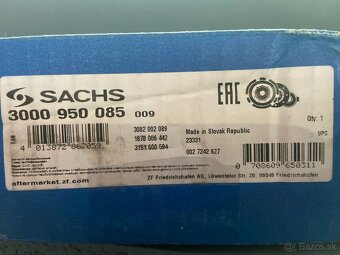 SACHS
EAC
3000 950 085 009
Qty: 1
3082 002 089
1878 006 442
3151 600 584
Made in Slovak Republic
23331
002 7242 627
UPC
4 013872 867059
0 708609 650311
aftermarket.zf.com
ZF Friedrichshafen AG, Löwentaler Str. 20, 88046 Friedrichshafen
bazos.sk